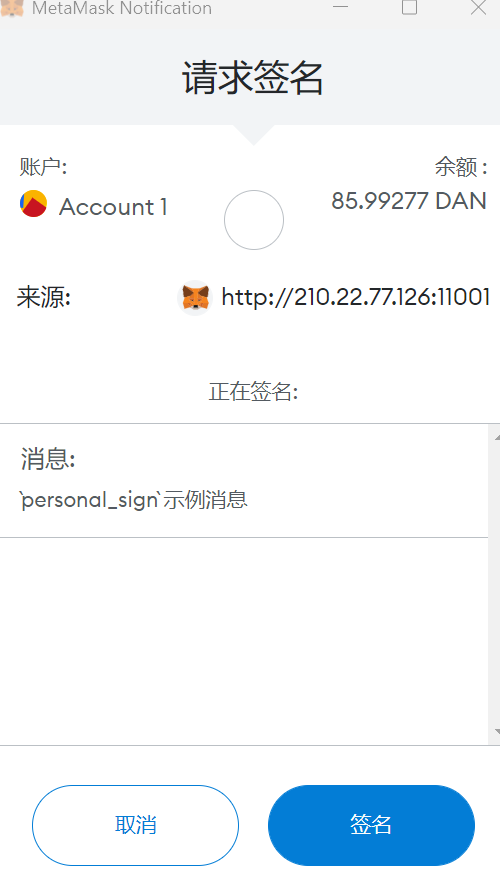 MetaMask Notification
请求签名
账户:
余额 :
Account 1
85.99277 DAN
来源:
http://210.22.77.126:11001
正在签名:
消息:
`personal_sign` 示例消息
取消
签名